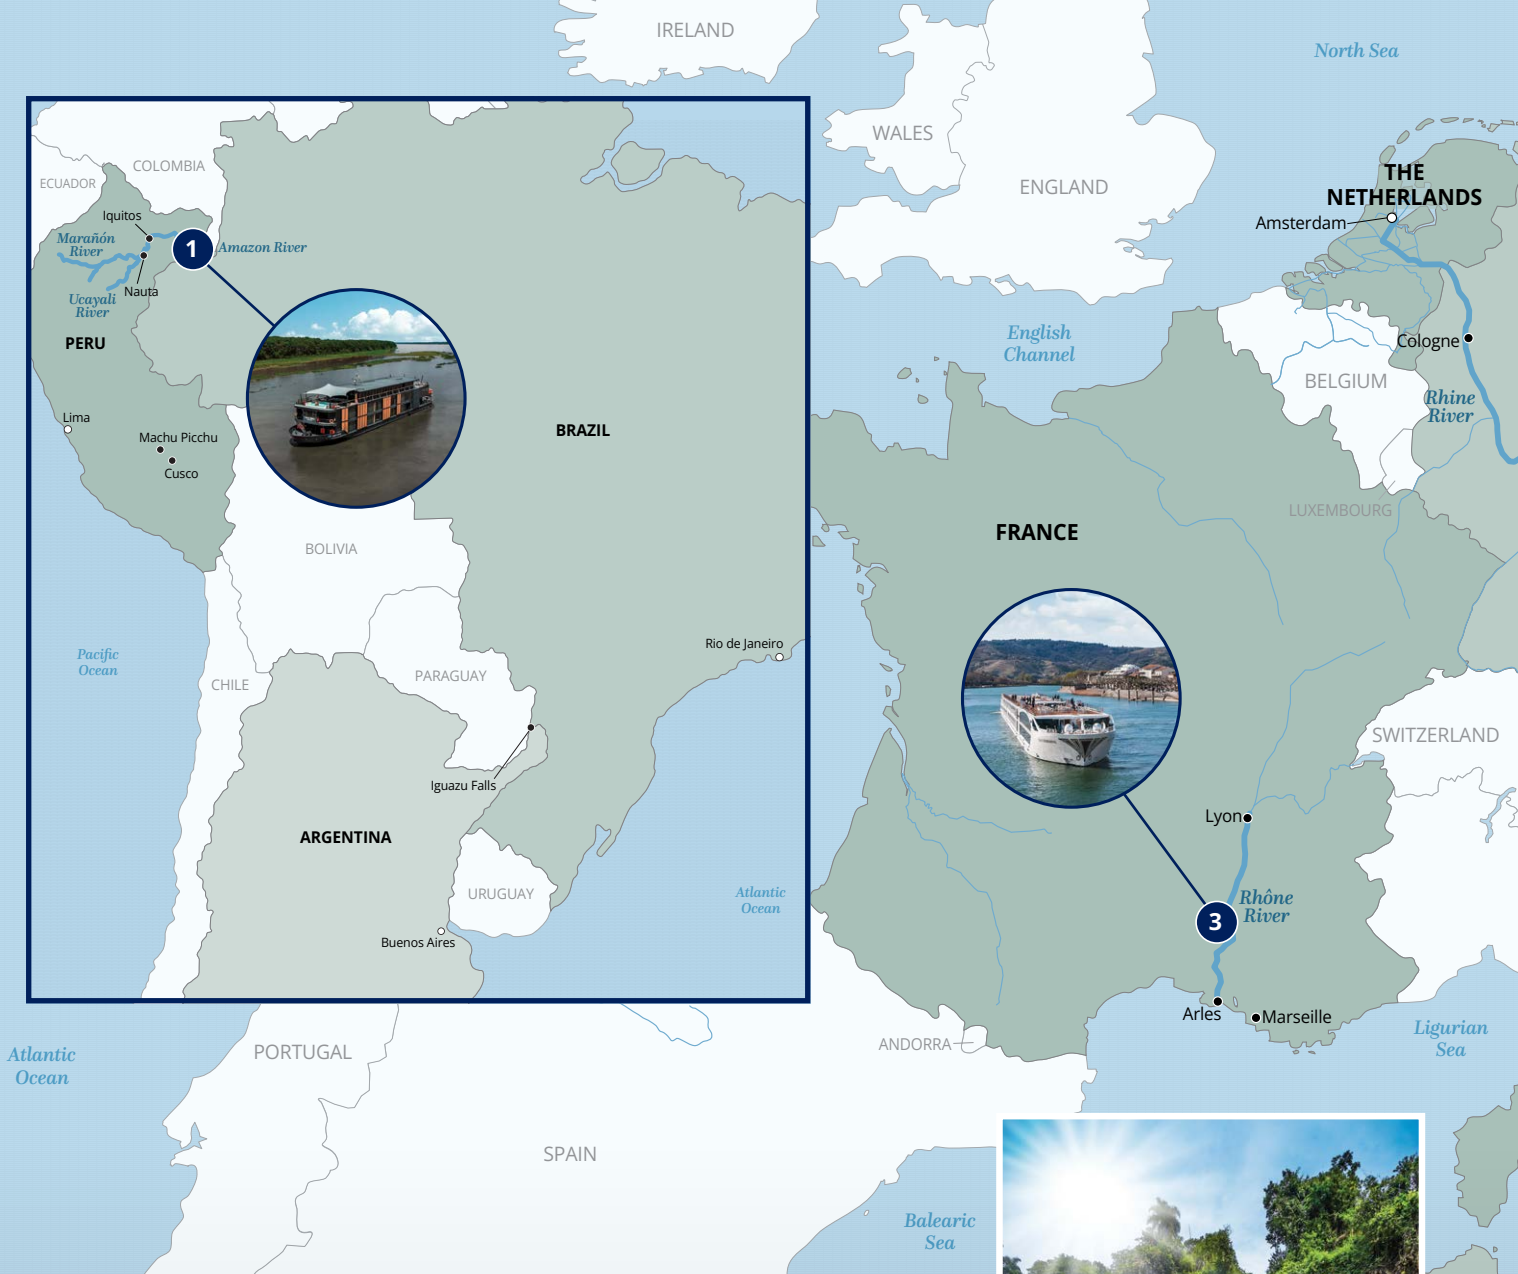 IRELAND
North Sea
WALES
ENGLAND
THE
NETHERLANDS
Amsterdam
English
Channel
Cologne
BELGIUM
Rhine
River
LUXEMBOURG
FRANCE
SWITZERLAND
Lyon
Rhône
River
3
Arles
Marseille
Ligurian
Sea
ANDORRA
COLOMBIA
ECUADOR
Iquitos
Marañón
River
1
Amazon River
Nauta
Ucayali
River
PERU
Lima
Machu Picchu
Cusco
BRAZIL
BOLIVIA
Rio de Janeiro
Pacific
Ocean
CHILE
PARAGUAY
Iguazu Falls
ARGENTINA
URUGUAY
Atlantic
Ocean
Buenos Aires
Atlantic
Ocean
PORTUGAL
SPAIN
Balearic
Sea